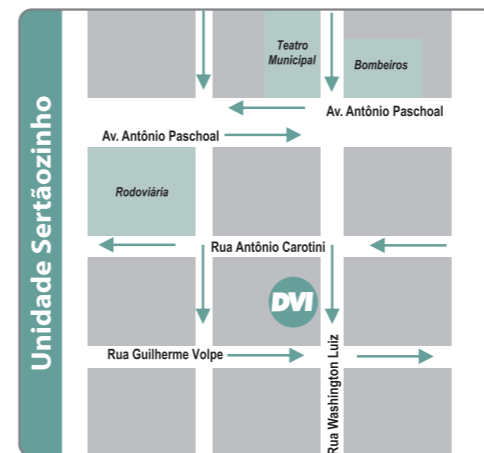 Unidade Sertãozinho
Teatro
Municipal
Bombeiros
Av. Antônio Paschoal
Av. Antônio Paschoal
Rodoviária
Rua Antônio Carotini
DVI
Rua Guilherme Volpe
Rua Washington Luiz